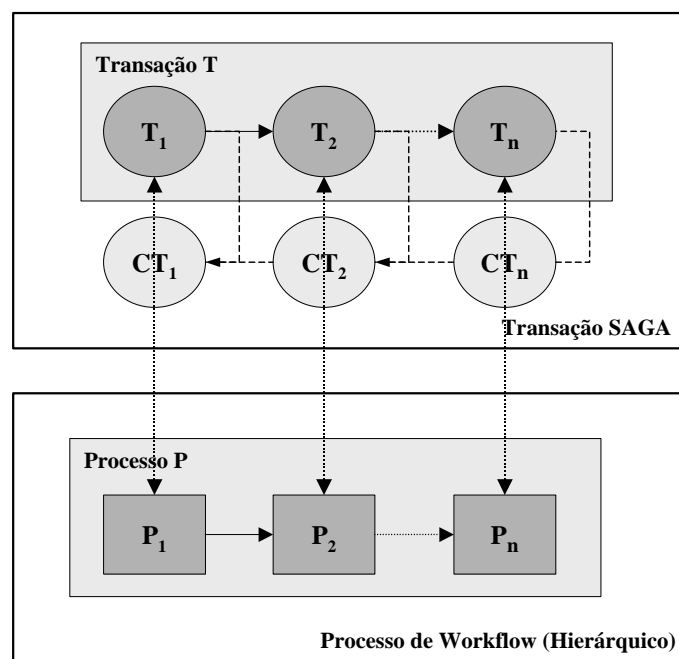 Transação T
T1 T2 Tn
CT1 CT2 CTn
Transação SAGA
Processo P
P1 P2 Pn
Processo de Workflow (Hierárquico)